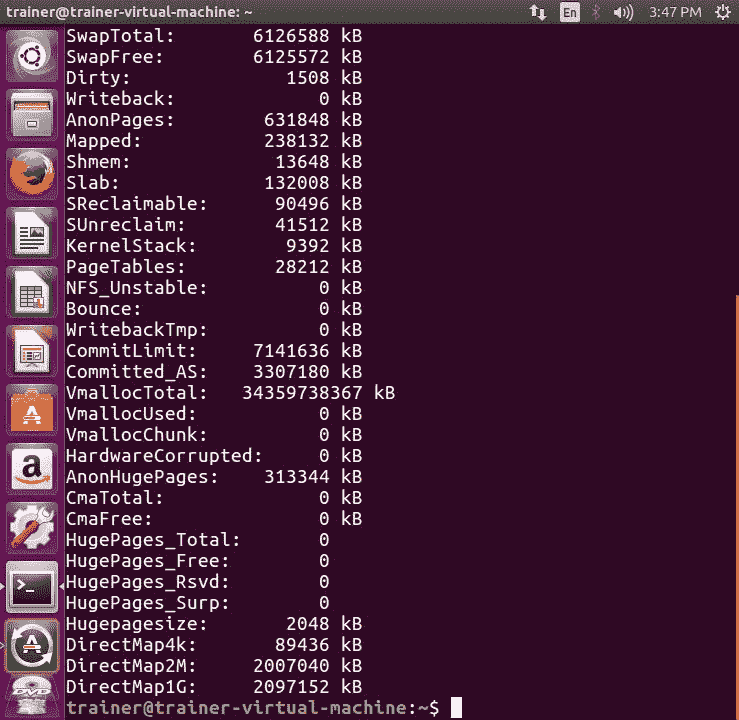 trainer@trainer-virtual-machine: ~ En 3:47 PM
SwapTotal: 6126588 kB
SwapFree: 6125572 kB
Dirty: 1508 kB
Writeback: 0 kB
AnonPages: 631848 kB
Mapped: 238132 kB
Shmem: 13648 kB
Slab: 132008 kB
SReclaimable: 90496 kB
SUnreclaim: 41512 kB
KernelStack: 9392 kB
PageTables: 28212 kB
NFS_Unstable: 0 kB
Bounce: 0 kB
WritebackTmp: 0 kB
CommitLimit: 7141636 kB
Committed_AS: 3307180 kB
VmallocTotal: 34359738367 kB
VmallocUsed: 0 kB
VmallocChunk: 0 kB
HardwareCorrupted: 0 kB
AnonHugePages: 313344 kB
CmaTotal: 0 kB
CmaFree: 0 kB
HugePages_Total: 0
HugePages_Free: 0
HugePages_Rsvd: 0
HugePages_Surp: 0
Hugepagesize: 2048 kB
DirectMap4k: 89436 kB
DirectMap2M: 2007040 kB
DirectMap1G: 2097152 kB
trainer@trainer-virtual-machine:~$
DVD